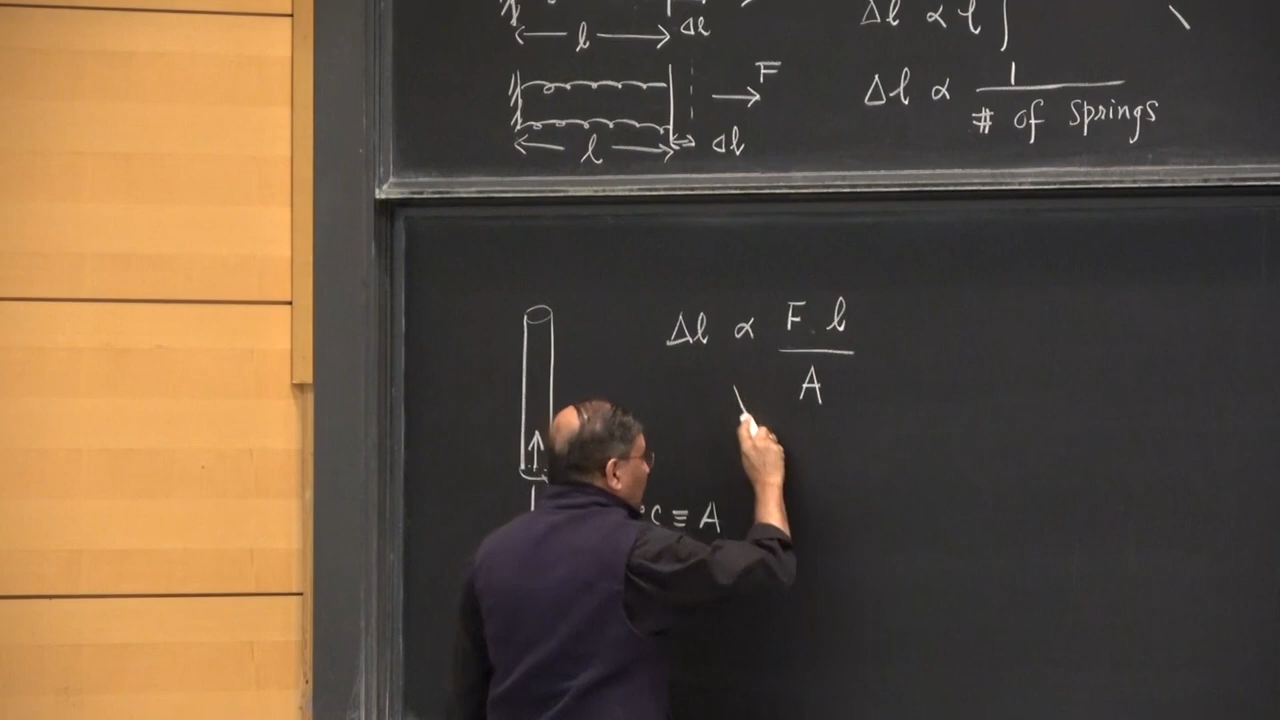 l Δl
Δl ∝ l
F
Δl ∝ 1 / # of springs
l Δl
Δl ∝ F. l / A
≡ A